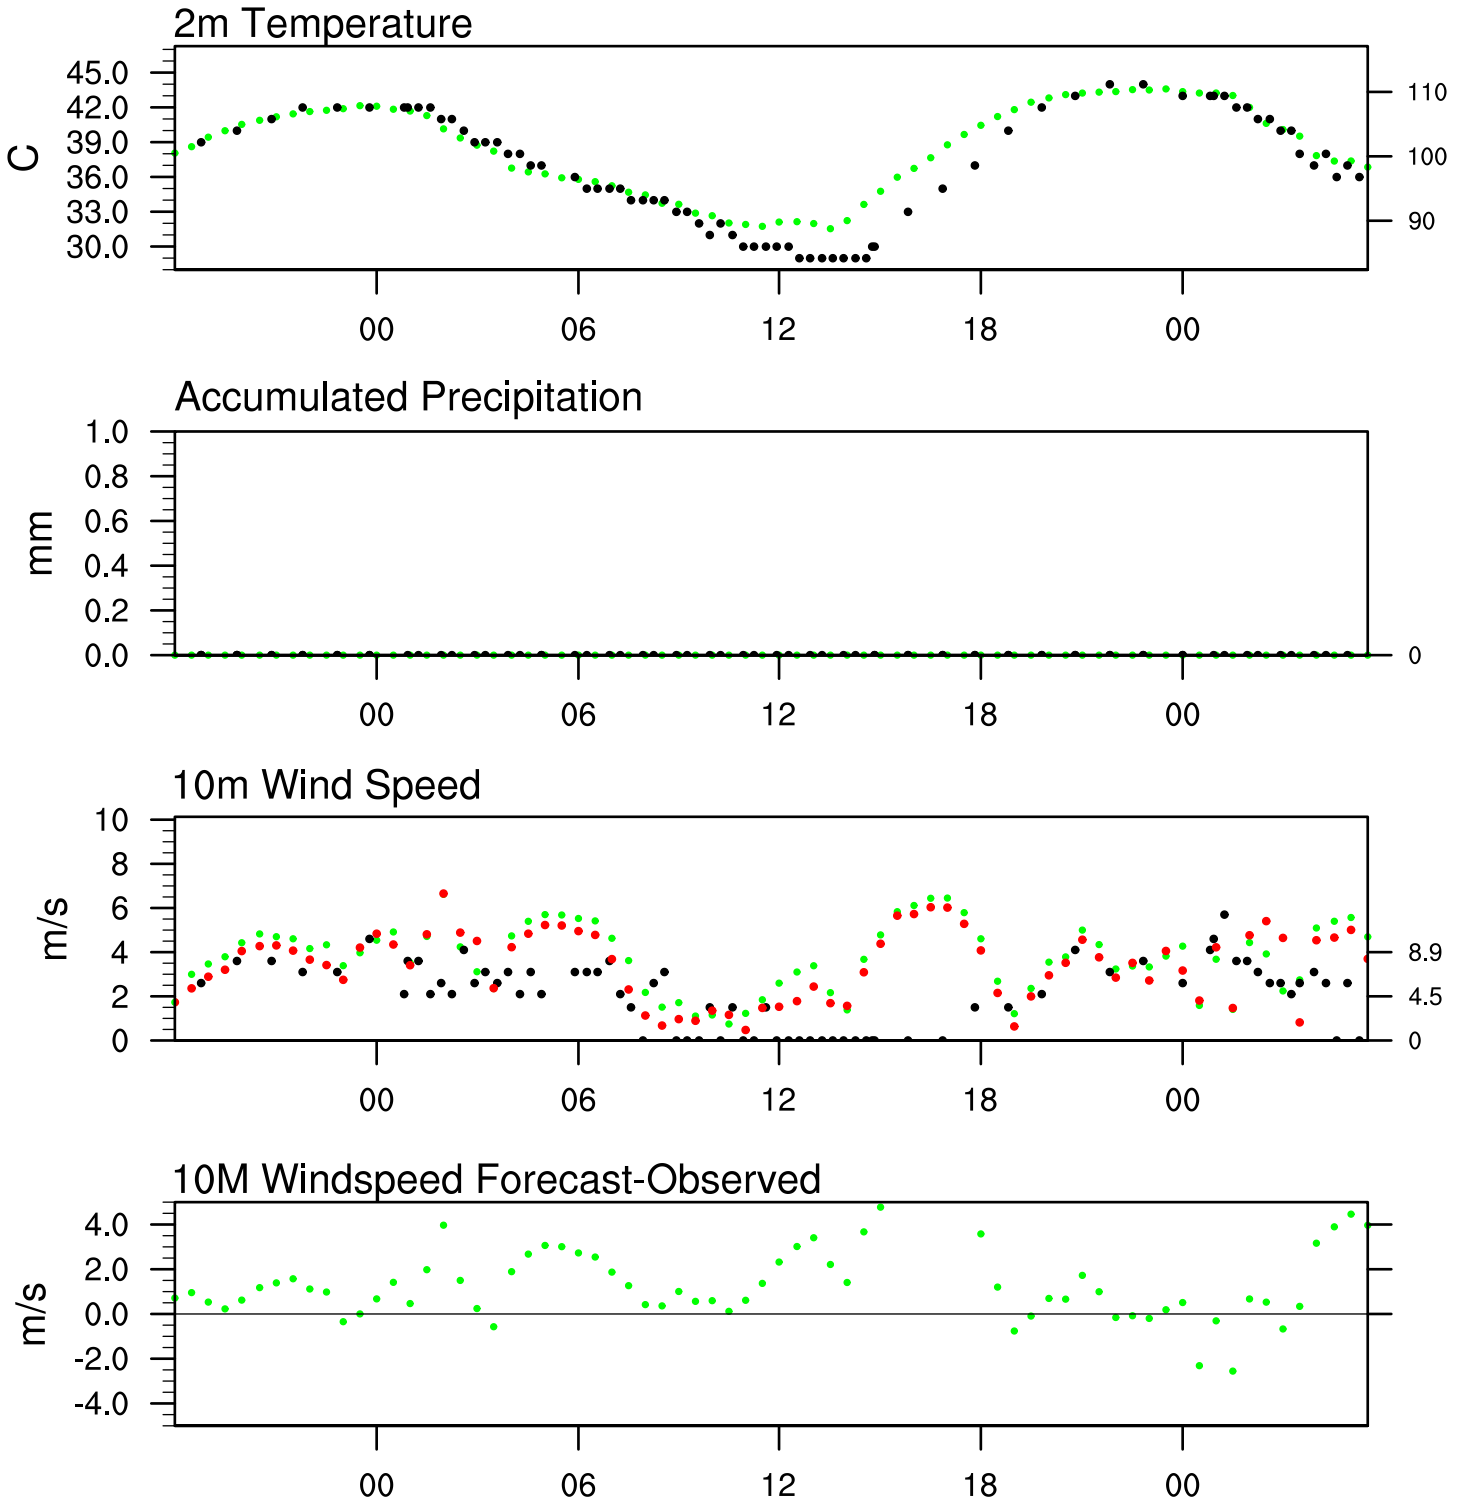 2m Temperature
45.0
42.0
39.0
36.0
33.0
30.0
C
110
100
90
00 06 12 18 00
Accumulated Precipitation
1.0
0.8
0.6
0.4
0.2
0.0
mm
0
00 06 12 18 00
10m Wind Speed
10
8
6
4
2
0
m/s
8.9
4.5
0
00 06 12 18 00
10M Windspeed Forecast-Observed
4.0
2.0
0.0
-2.0
-4.0
m/s
00 06 12 18 00